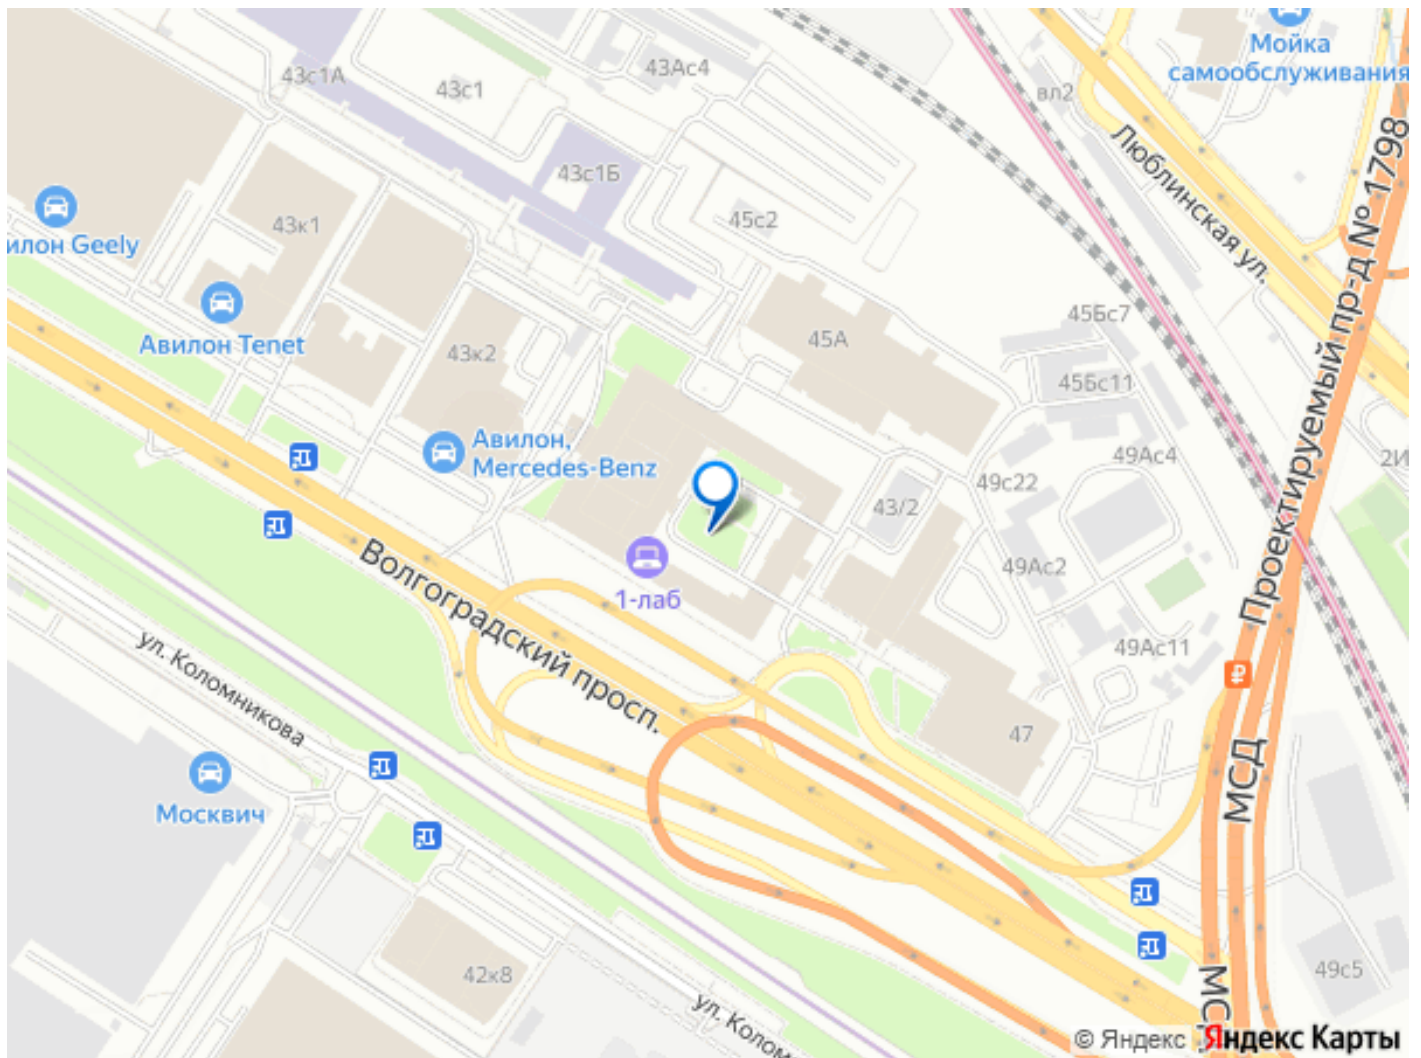 Мойка
самообслуживания
43с1А
43с1
43Ас4
вл2
Люблинская ул.
Проектируемый пр-д № 1798
43с1Б
45с2
43к1
илон Geely
Авилон Tenet
43к2
45А
45Бс7
45Бс11
Авилон,
Mercedes-Benz
49Ас4
2И
49с22
43/2
49Ас2
1-лаб
Волгоградский просп.
49Ас11
ул. Коломникова
47
МСД
Москвич
42к8
49с5
ул. Колом
МС
© Яндекс Яндекс Карты